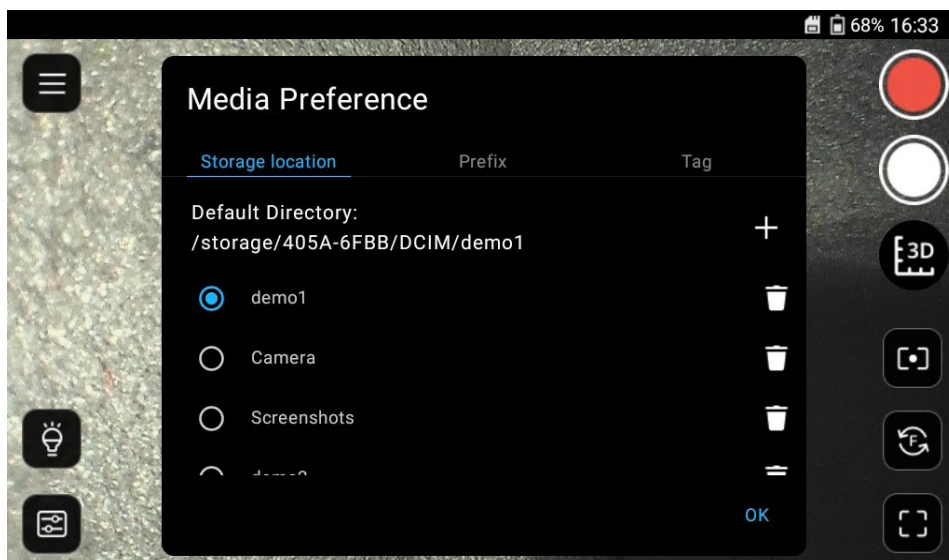 68% 16:33
Media Preference
Storage location Prefix Tag
Default Directory:
/storage/405A-6FBB/DCIM/demo1
demo1
3D
Camera
Screenshots
F
OK